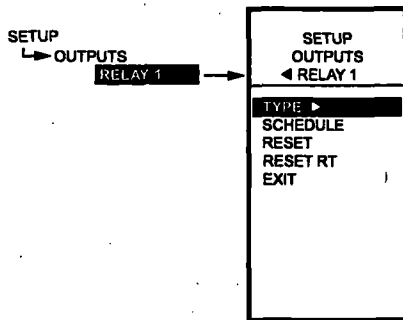 SETUP
OUTPUTS
RELAY 1
SETUP
OUTPUTS
◀ RELAY 1
TYPE ▶
SCHEDULE
RESET
RESET RT
EXIT